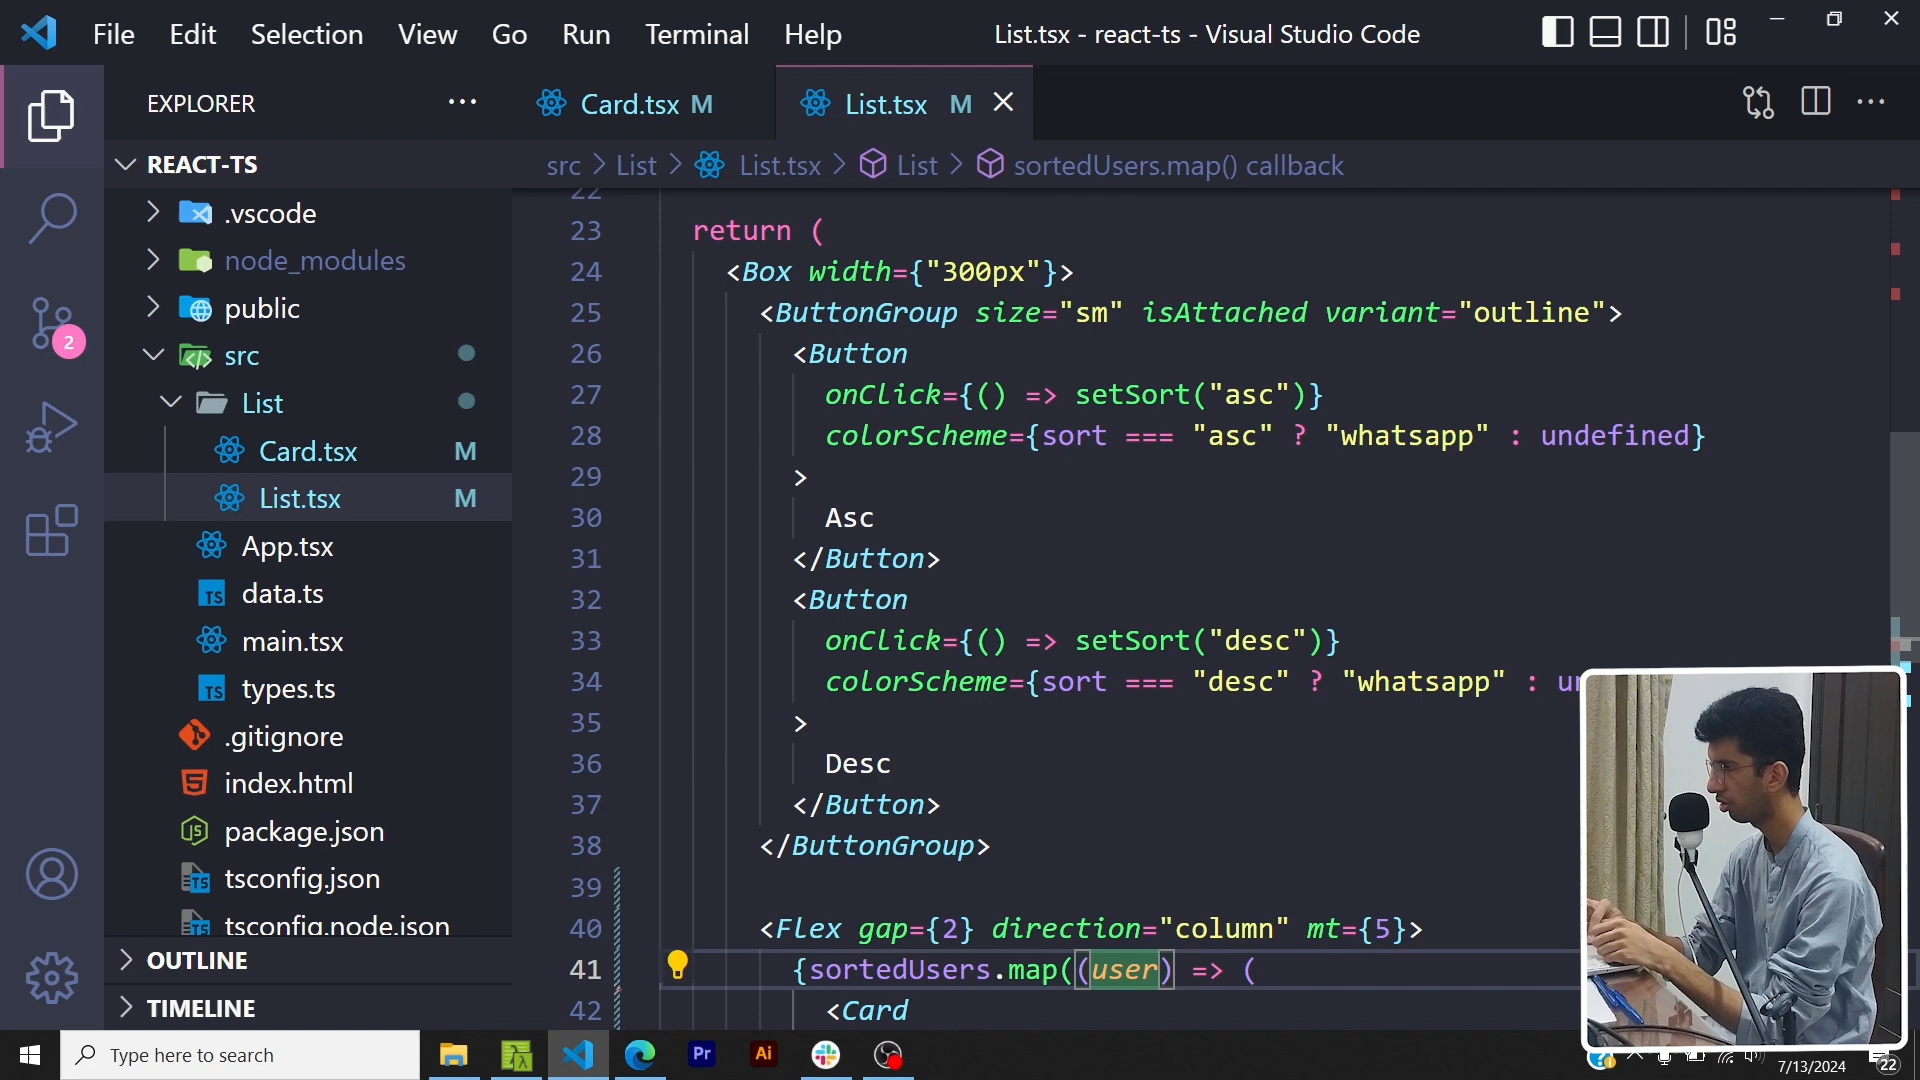 File Edit Selection View Go Run Terminal Help
List.tsx - react-ts - Visual Studio Code
EXPLORER
Card.tsx M
List.tsx M
REACT-TS
src List List.tsx List sortedUsers.map() callback
.vscode
node_modules
public
src
List
Card.tsx M
List.tsx M
App.tsx
data.ts
main.tsx
types.ts
.gitignore
index.html
package.json
tsconfig.json
tsconfig.node.json
OUTLINE
TIMELINE
2
22
23 return (
24 <Box width={"300px"}>
25 <ButtonGroup size="sm" isAttached variant="outline">
26 <Button
27 onClick={() => setSort("asc")}
28 colorScheme={sort === "asc" ? "whatsapp" : undefined}
29 >
30 Asc
31 </Button>
32 <Button
33 onClick={() => setSort("desc")}
34 colorScheme={sort === "desc" ? "whatsapp" : un
35 >
36 Desc
37 </Button>
38 </ButtonGroup>
39
40 <Flex gap={2} direction="column" mt={5}>
41 {sortedUsers.map((user) => (
42 <Card
Type here to search
Pr
Ai
7/13/2024
22